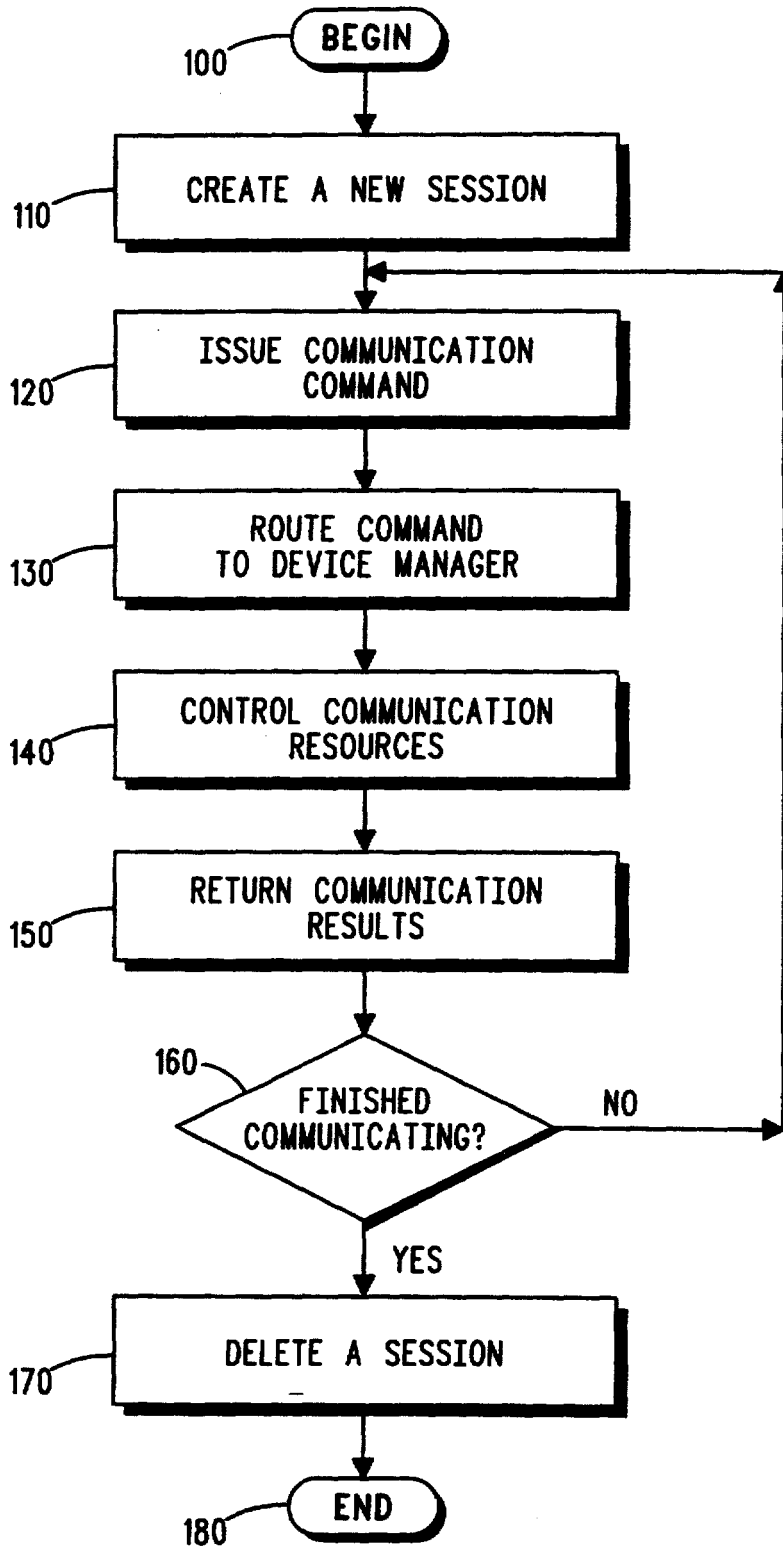 BEGIN
100
CREATE A NEW SESSION
110
ISSUE COMMUNICATION
COMMAND
120
ROUTE COMMAND
TO DEVICE MANAGER
130
CONTROL COMMUNICATION
RESOURCES
140
RETURN COMMUNICATION
RESULTS
150
160
FINISHED
COMMUNICATING?
NO
YES
DELETE A SESSION
170
END
180